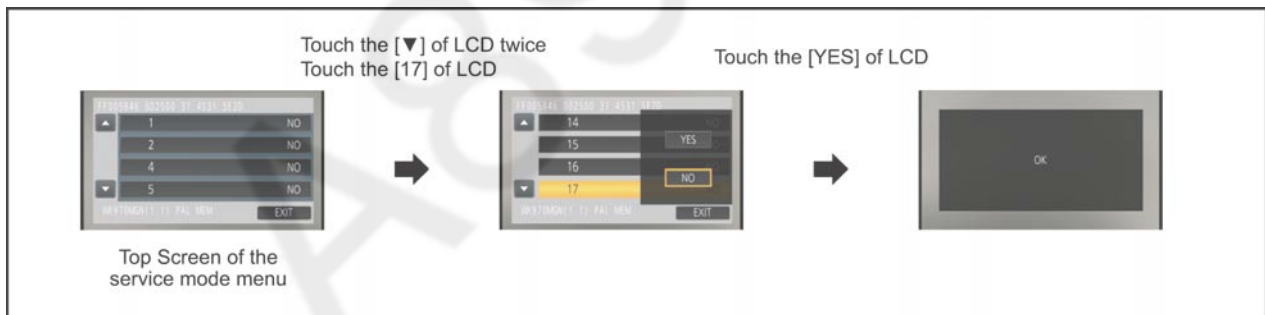 Touch the [▼] of LCD twice
Touch the [17] of LCD
Touch the [YES] of LCD
1 NO
2 NO
4 NO
5 NO
EXIT
14 NO
15
16
17
YES
NO
EXIT
OK
Top Screen of the
service mode menu